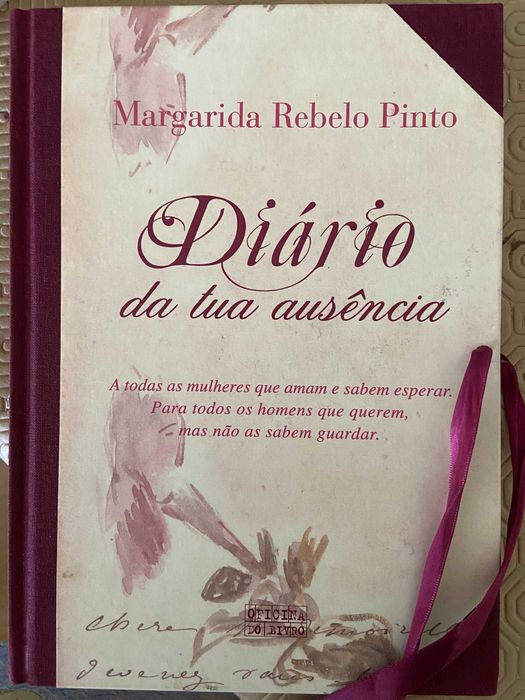 Margarida Rebelo Pinto
Diário
da tua ausência
A todas as mulheres que amam e sabem esperar.
Para todos os homens que querem,
mas não as sabem guardar.
OFICINA
DO LIVRO